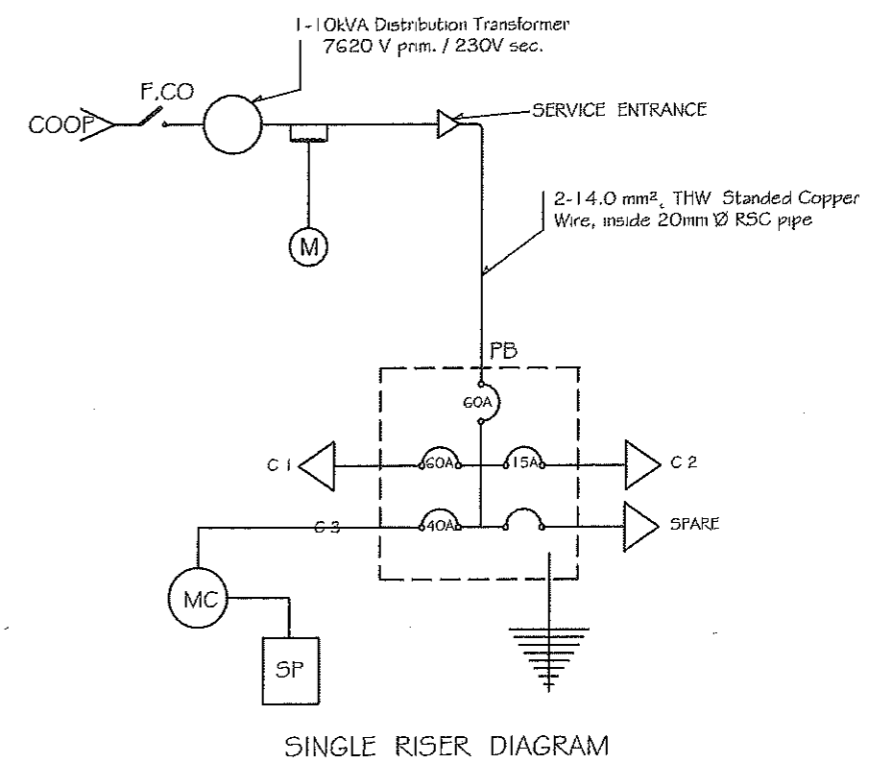 1-10kVA Distribution Transformer
7620 V prim. / 230V sec.
F.CO
COOP
SERVICE ENTRANCE
2-14.0 mm², THW Standed Copper
Wire, inside 20mm Ø RSC pipe
M
PB
60A
C 1
60A
15A
C 2
C 3
40A
SPARE
MC
SP
SINGLE RISER DIAGRAM